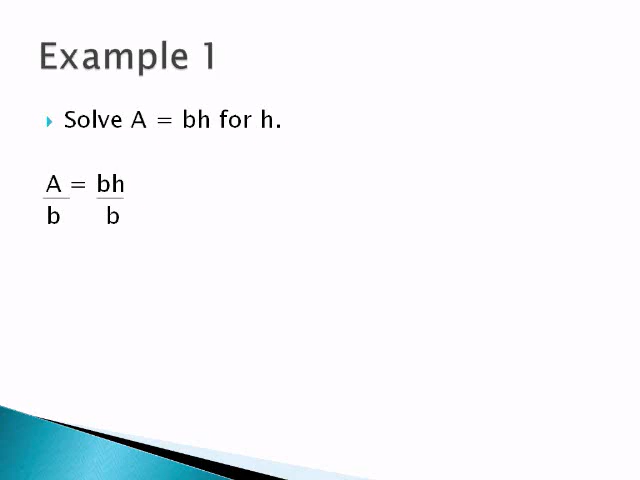 Example 1
Solve A = bh for h.
A = bh
b b